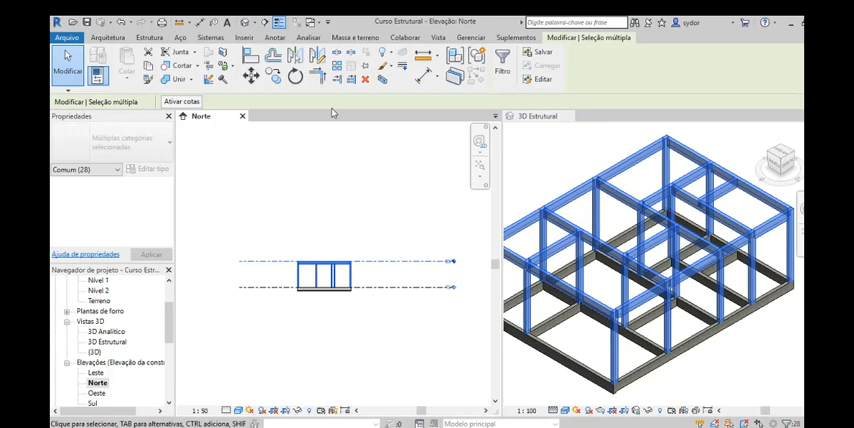 Curso Estrutural - Elevação: Norte
Digite palavra-chave ou frase
sydor
Arquivo
Arquitetura
Estrutura
Aço
Sistemas
Inserir
Anotar
Analisar
Massa e terreno
Colaborar
Vista
Gerenciar
Suplementos
Modificar | Seleção múltipla
Modificar
Colar
Junta
Cortar
Unir
Filtro
Salvar
Carregar
Editar
Modificar | Seleção múltipla
Ativar cotas
Propriedades
Múltiplas categorias
selecionadas
Comum (28)
Editar tipo
Ajuda de propriedades
Aplicar
Navegador de projeto - Curso Estr...
Nível 1
Nível 2
Terreno
Plantas de forro
Vistas 3D
3D Analítico
3D Estrutural
{3D}
Elevações (Elevação da const
Leste
Norte
Oeste
Sul
Norte
3D Estrutural
1 : 50
1 : 100
Clique para selecionar, TAB para alternativas, CTRL adiciona, SHIF
:0
Modelo principal
:28